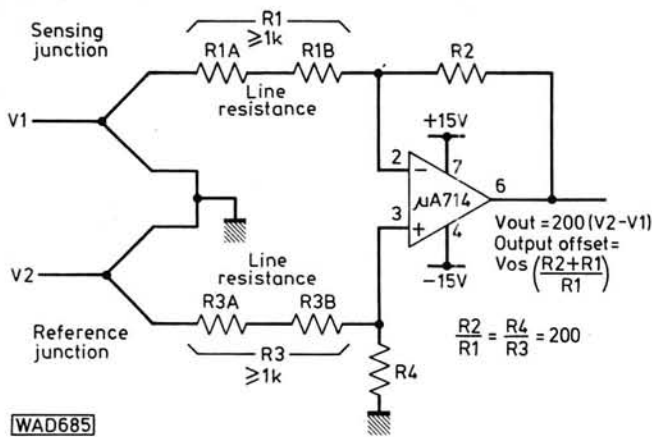 Sensing
junction
R1
⩾1k
R1A
R1B
R2
Line
resistance
V1
+15V
2
−
7
μA714
6
3
+
4
−15V
Vout = 200 (V2−V1)
Output offset =
Vos (R2+R1 / R1)
V2
Line
resistance
R3A
R3B
Reference
junction
R3
⩾1k
R4
R2/R1 = R4/R3 = 200
WAD685